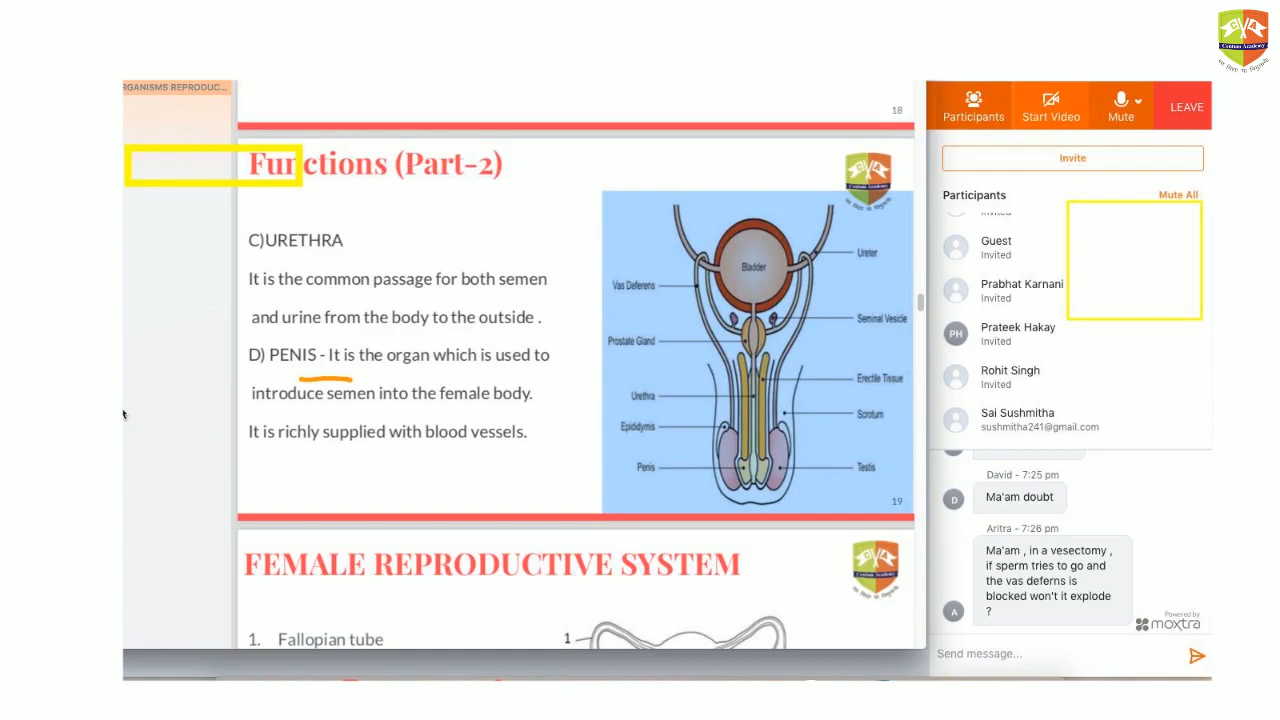 RGANISMS REPRODUC...
18
Functions (Part-2)
C)URETHRA
It is the common passage for both semen
and urine from the body to the outside .
D) PENIS - It is the organ which is used to
introduce semen into the female body.
It is richly supplied with blood vessels.
Bladder
Ureter
Vas Deferens
Seminal Vesicle
Prostate Gland
Erectile Tissue
Urethra
Scrotum
Epididymis
Penis
Testis
19
FEMALE REPRODUCTIVE SYSTEM
1. Fallopian tube
1
C A
Contum Academy
Participants
Start Video
Mute
LEAVE
Invite
Participants
Mute All
Invited
Guest
Invited
Prabhat Karnani
Invited
PH
Prateek Hakay
Invited
Rohit Singh
Invited
Sai Sushmitha
sushmitha241@gmail.com
David - 7:25 pm
D
Ma'am doubt
Aritra - 7:26 pm
Ma'am , in a vesectomy ,
if sperm tries to go and
the vas deferns is
blocked won't it explode
?
A
Powered by
moxtra
Send message...